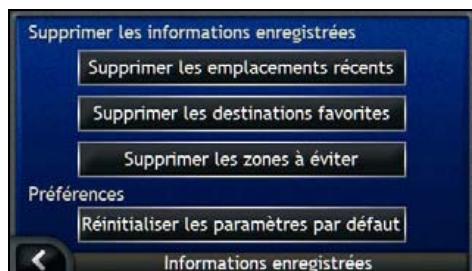 Supprimer les informations enregistrées
Supprimer les emplacements récents
Supprimer les destinations favorites
Supprimer les zones à éviter
Préférences
Réinitialiser les paramètres par défaut
Informations enregistrées